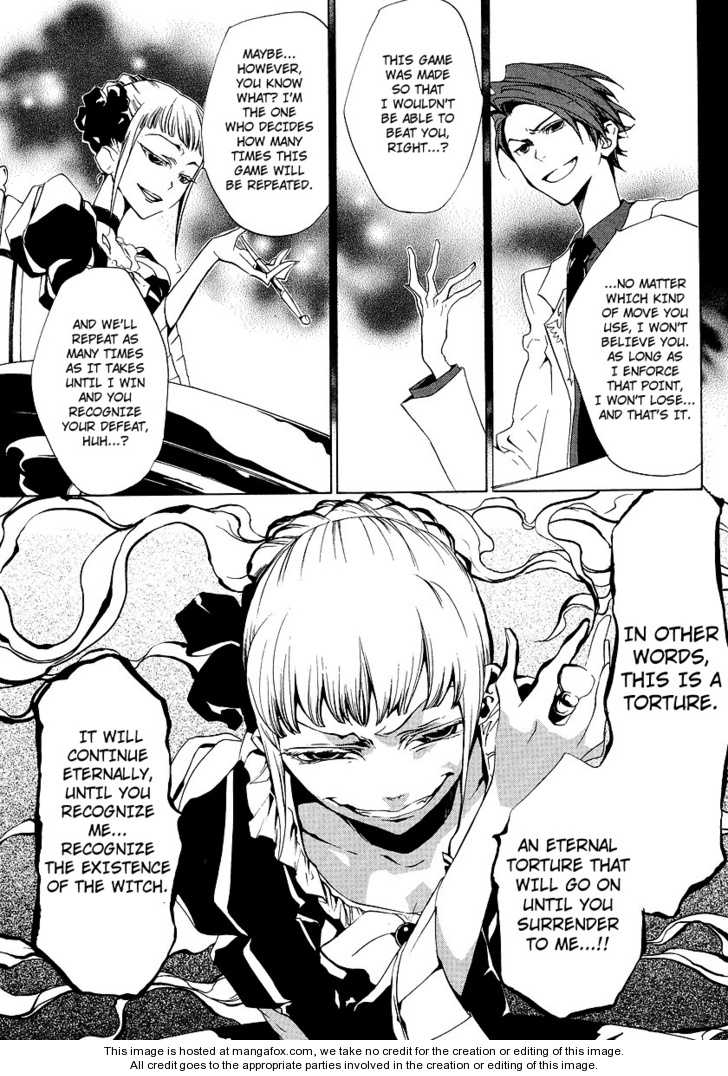 ...NO MATTER
WHICH KIND
OF MOVE YOU
USE, I WON'T
BELIEVE YOU.
AS LONG AS
I ENFORCE
THAT POINT,
I WON'T LOSE...
AND THAT'S IT.
THIS GAME
WAS MADE
SO THAT
I WOULDN'T
BE ABLE TO
BEAT YOU,
RIGHT...?
MAYBE...
HOWEVER,
YOU KNOW
WHAT? I'M
THE ONE
WHO DECIDES
HOW MANY
TIMES THIS
GAME WILL
BE REPEATED.
AND WE'LL
REPEAT AS
MANY TIMES
AS IT TAKES
UNTIL I WIN
AND YOU
RECOGNIZE
YOUR DEFEAT,
HUH...?
IN OTHER
WORDS,
THIS IS A
TORTURE.
AN ETERNAL
TORTURE THAT
WILL GO ON
UNTIL YOU
SURRENDER
TO ME...!!
IT WILL
CONTINUE
ETERNALLY,
UNTIL YOU
RECOGNIZE
ME...
RECOGNIZE
THE EXISTENCE
OF THE WITCH.
This image is hosted at mangafox.com, we take no credit for the creation or editing of this image.
All credit goes to the appropriate parties involved in the creation or editing of this image.